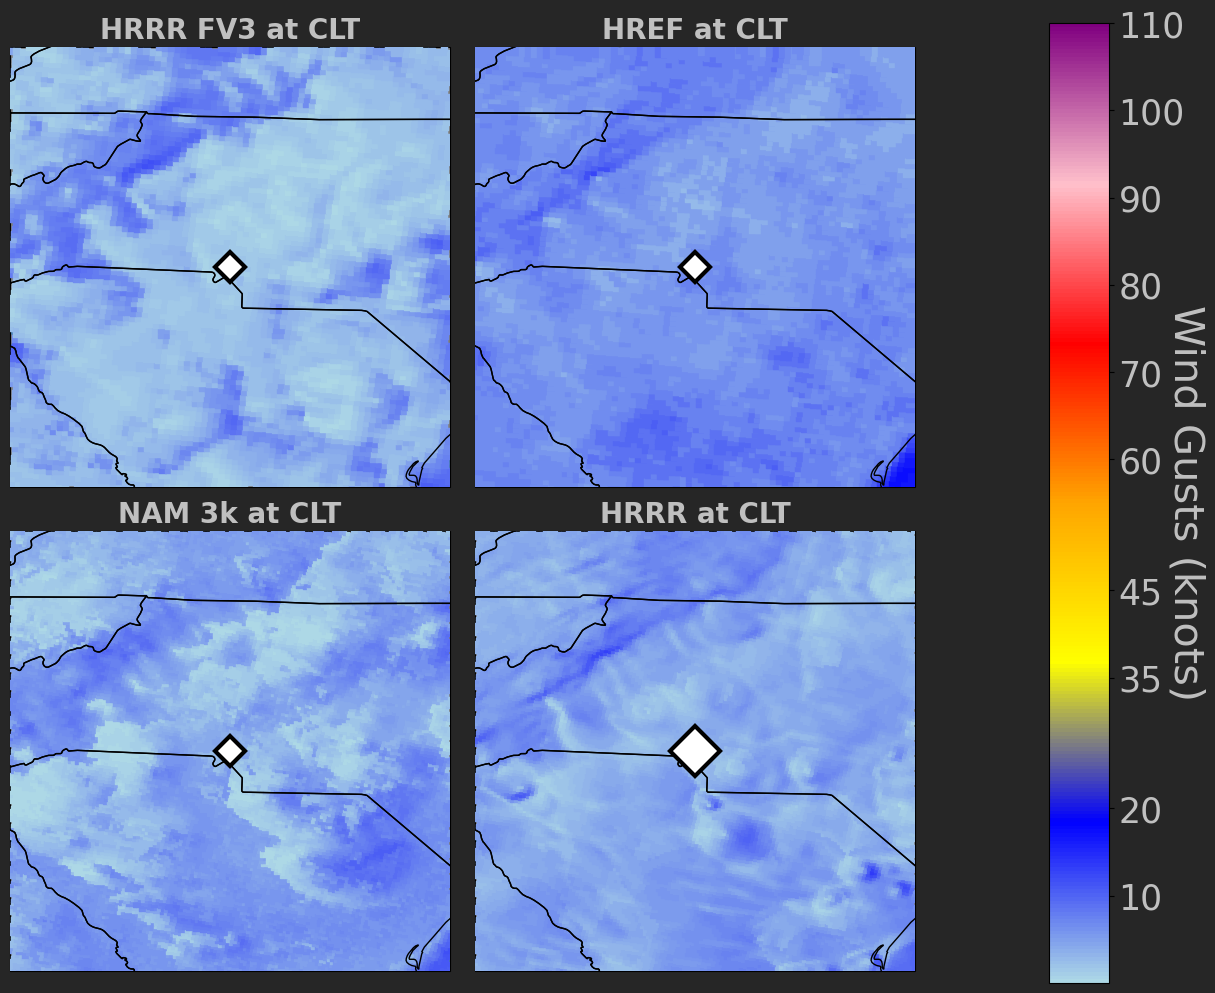 HRRR FV3 at CLT
HREF at CLT
NAM 3k at CLT
HRRR at CLT
110
100
90
80
70
60
45
35
20
10
Wind Gusts (knots)